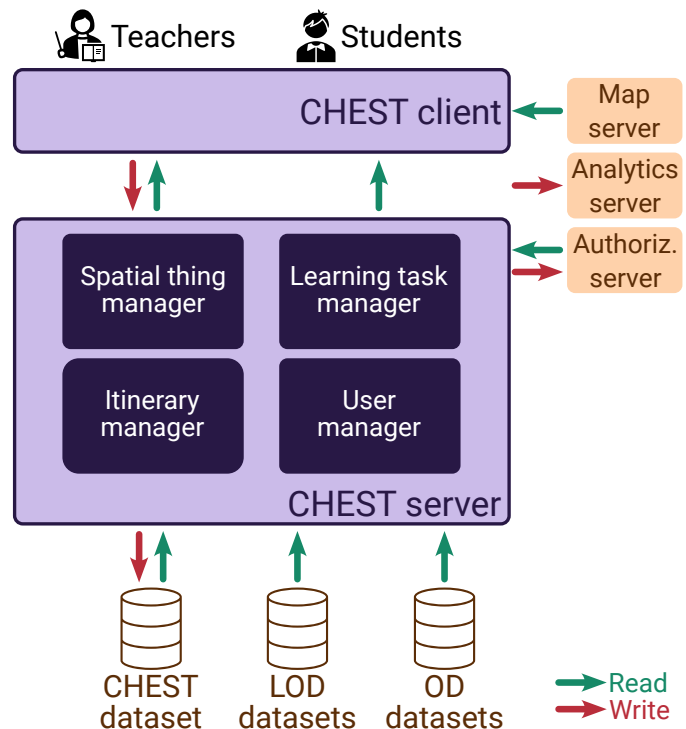 Teachers
Students
CHEST client
Map
server
Analytics
server
Authoriz.
server
Spatial thing
manager
Learning task
manager
Itinerary
manager
User
manager
CHEST server
CHEST
dataset
LOD
datasets
OD
datasets
Read
Write